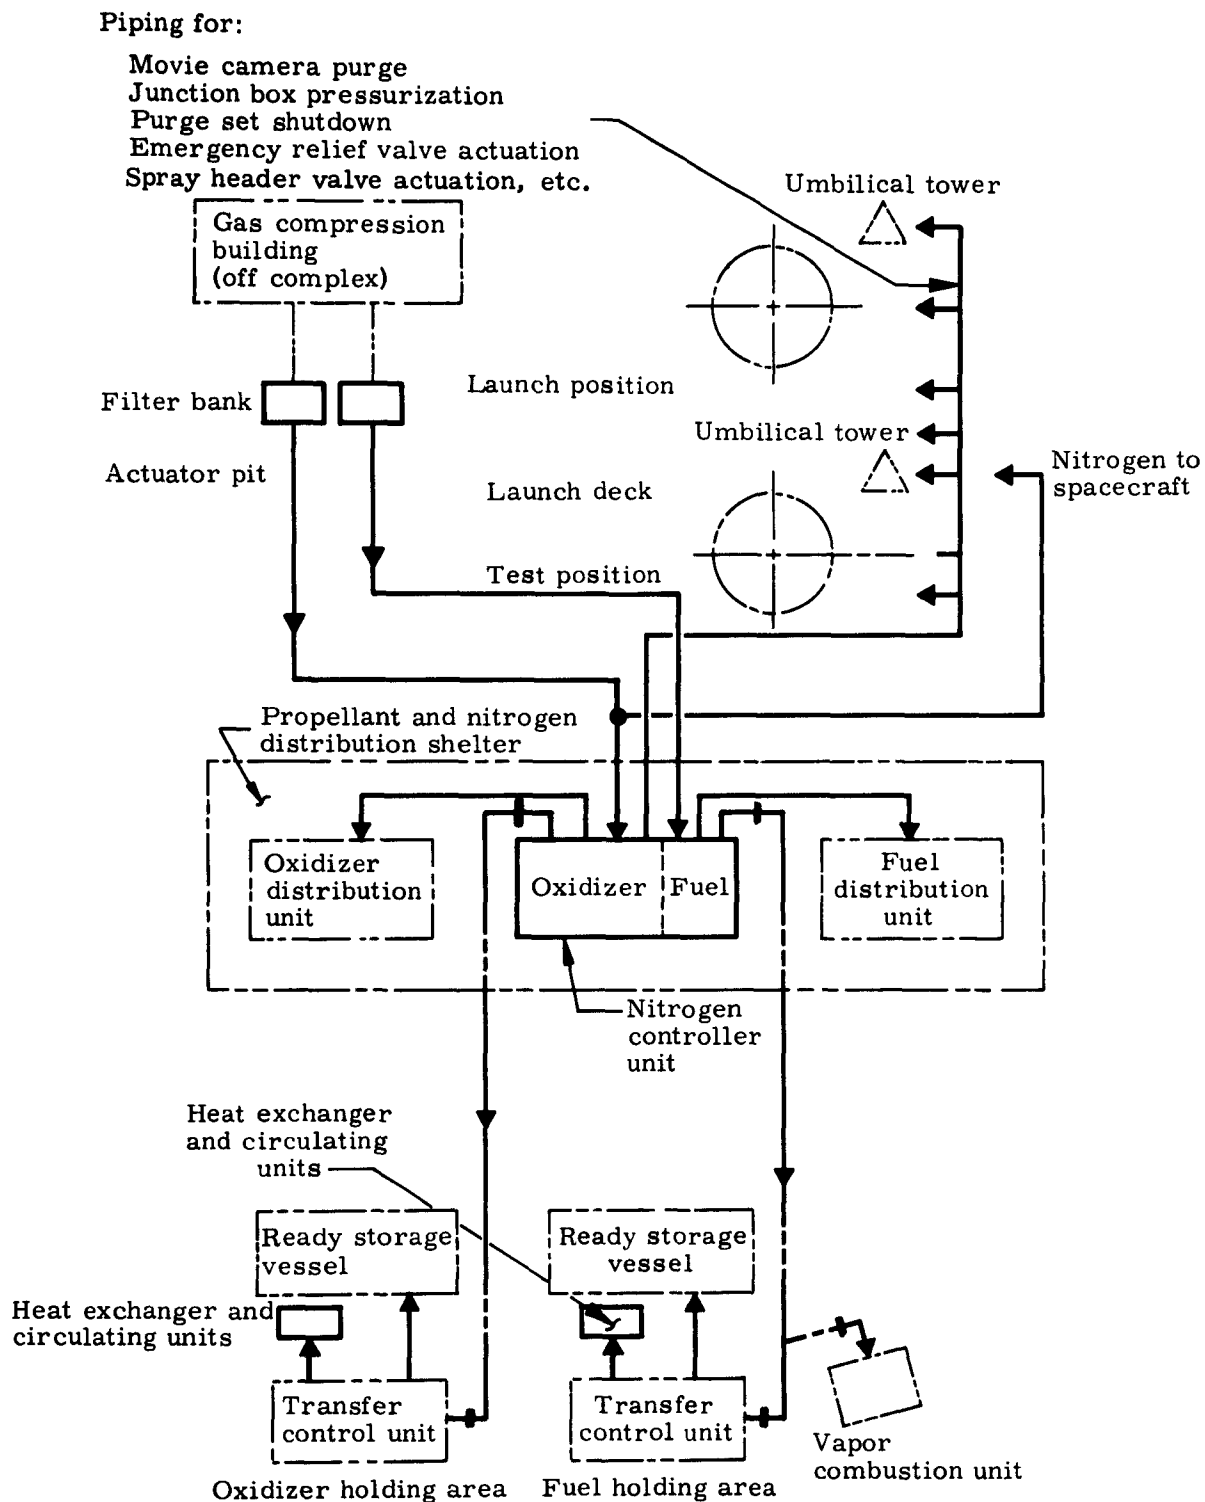 Piping for:
Movie camera purge
Junction box pressurization
Purge set shutdown
Emergency relief valve actuation
Spray header valve actuation, etc.
Umbilical tower
Gas compression
building
(off complex)
Launch position
Filter bank
Umbilical tower
Actuator pit
Nitrogen to
spacecraft
Launch deck
Test position
Propellant and nitrogen
distribution shelter
Oxidizer
distribution
unit
Oxidizer
Fuel
Fuel
distribution
unit
Nitrogen
controller
unit
Heat exchanger
and circulating
units
Ready storage
vessel
Ready storage
vessel
Heat exchanger and
circulating units
Transfer
control unit
Transfer
control unit
Vapor
combustion unit
Oxidizer holding area
Fuel holding area